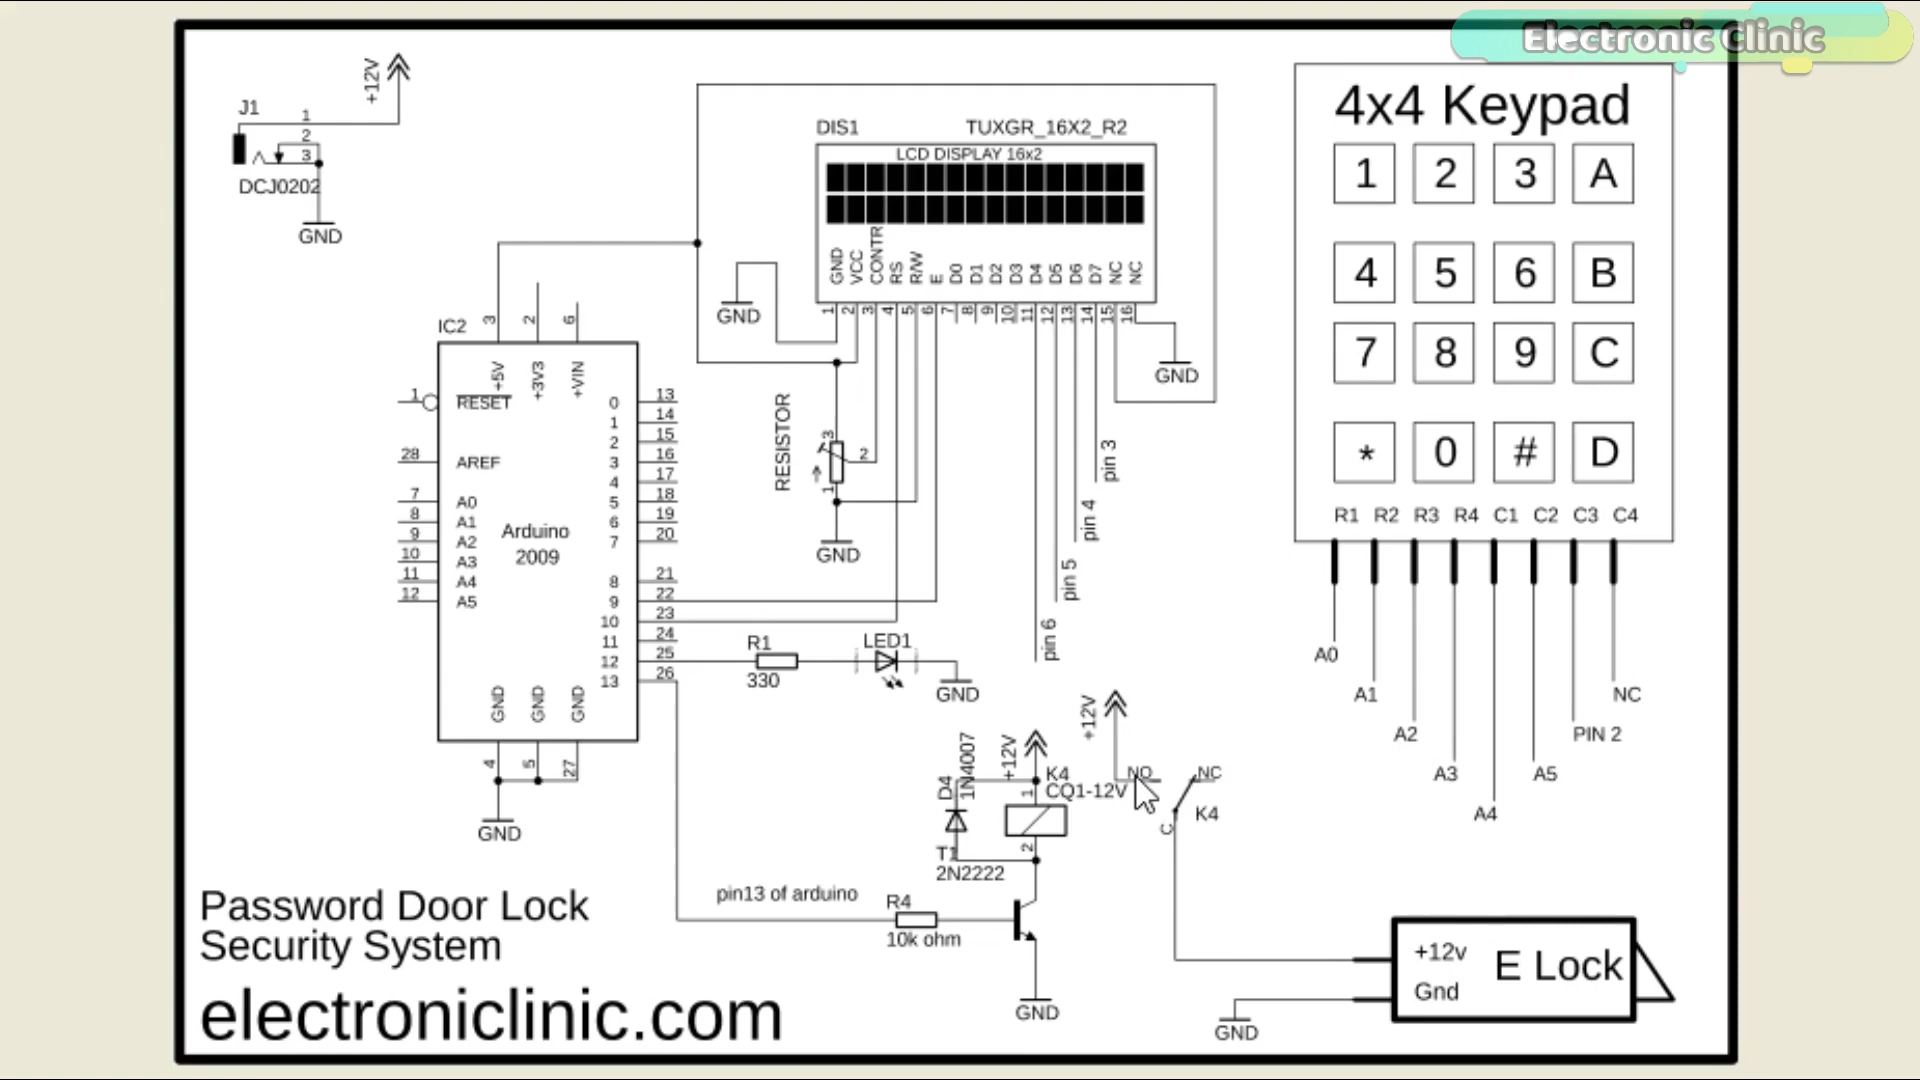 Electronic Clinic
+12V
J1
1
2
3
DCJ0202
GND
DIS1 TUXGR_16X2_R2
LCD DISPLAY 16x2
GND VCC CONTR RS R/W E D0 D1 D2 D3 D4 D5 D6 D7 NC NC
1 2 3 4 5 6 7 8 9 10 11 12 13 14 15 16
GND
GND
RESISTOR
3
2
1
GND
pin 3
pin 4
pin 5
pin 6
4x4 Keypad
1 2 3 A
4 5 6 B
7 8 9 C
* 0 # D
R1 R2 R3 R4 C1 C2 C3 C4
A0
A1
A2
A3
A4
A5
PIN 2
NC
IC2
3 2 6
+5V +3V3 +VIN
1 RESET
28 AREF
7 A0
8 A1
9 A2
10 A3
11 A4
12 A5
Arduino
2009
0 13
1 14
2 15
3 16
4 17
5 18
6 19
7 20
8 21
9 22
10 23
11 24
12 25
13 26
GND GND GND
4 5 27
GND
R1
330
LED1
GND
pin13 of arduino
R4
10k ohm
D4
1N4007
+12V
K4
CQ1-12V
1
2
T1
2N2222
GND
+12V
NO
NC
C
K4
+12v
Gnd
E Lock
GND
Password Door Lock
Security System
electroniclinic.com